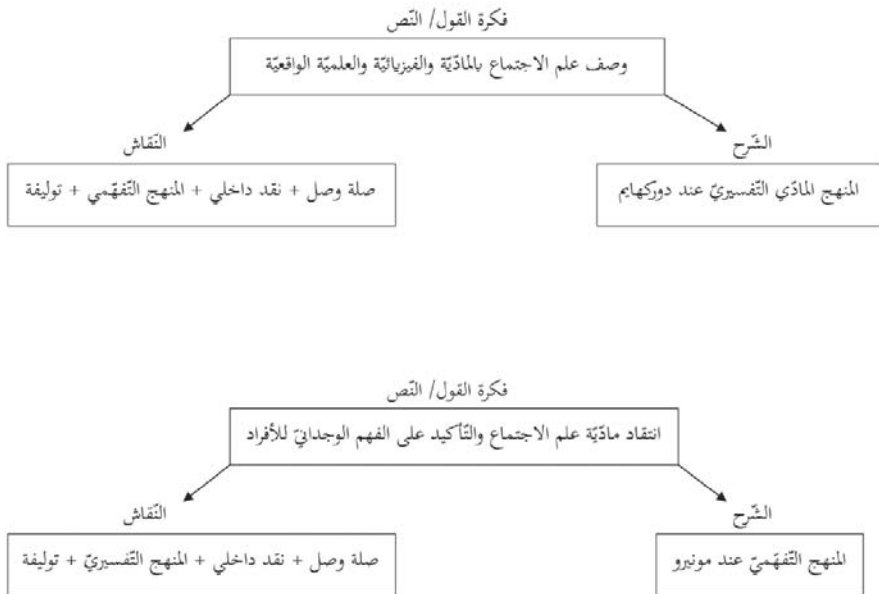 فكرة القول/ النّص
وصف علم الاجتماع بالمادّيّة والفيزيائيّة والعلميّة الواقعيّة
الشّرح
النّقاش
المنهج المادّي التّفسيريّ عند دوركهايم
صلة وصل + نقد داخلي + المنهج التّفهّمي + توليفة
فكرة القول/ النّص
انتقاد مادّيّة علم الاجتماع والتّأكيد على الفهم الوجدانيّ للأفراد
الشّرح
النّقاش
المنهج التّفهّميّ عند مونيرو
صلة وصل + نقد داخلي + المنهج التّفسيريّ + توليفة